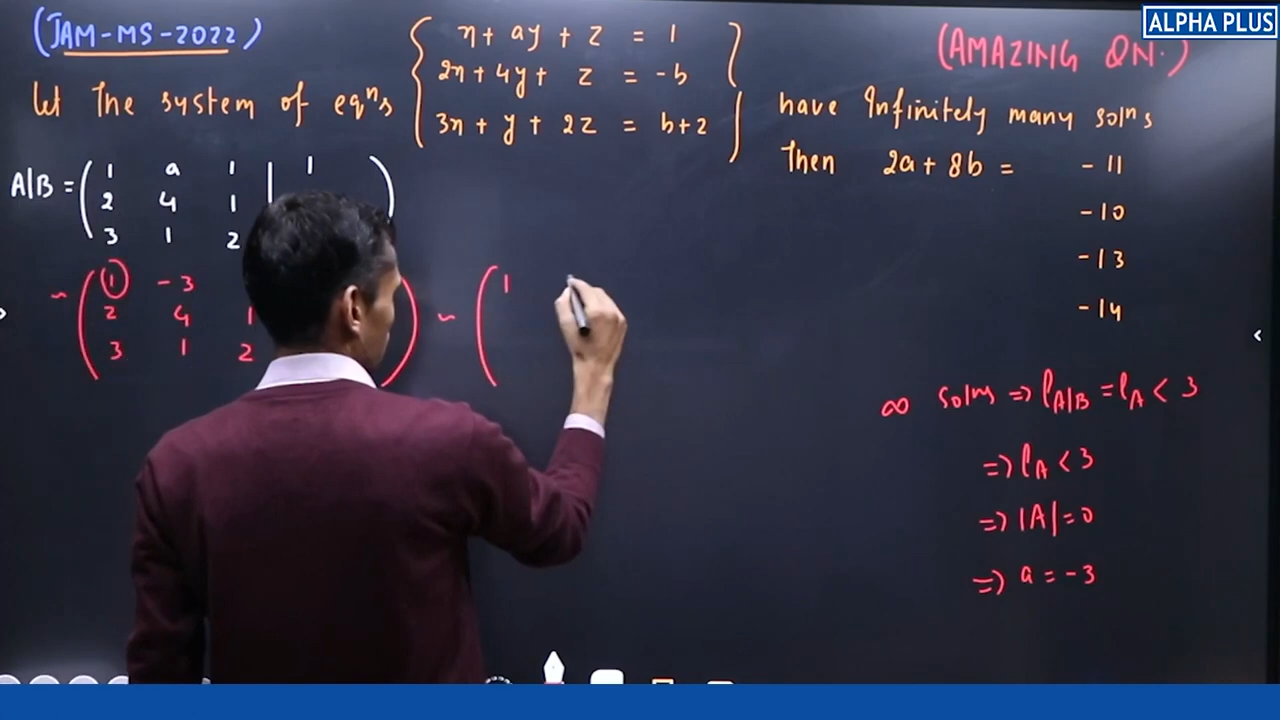 (JAM-MS-2022)
(AMAZING QN.)
ALPHA PLUS
Let The system of eqⁿs { x + ay + z = 1
2x + 4y + z = -b
3x + y + 2z = b+2 } have Infinitely many solⁿs
Then 2a + 8b = -11
-10
-13
-14
A|B = ( 1 a 1 | 1
2 4 1
3 1 2 )
~ ( 1 -3
2 4 1
3 1 2 ) ~ ( 1
∞ solns => ρA|B = ρA < 3
=> ρA < 3
=> |A| = 0
=> a = -3